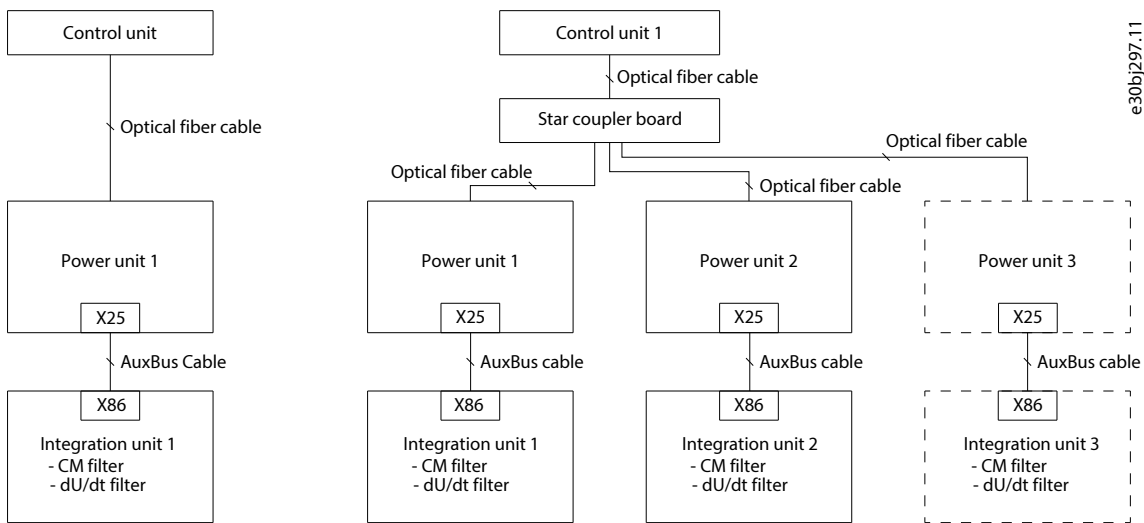 Control unit
Control unit 1
e30bj297.11
Optical fiber cable
Star coupler board
Optical fiber cable
Optical fiber cable
Optical fiber cable
Optical fiber cable
Power unit 1
Power unit 1
Power unit 2
Power unit 3
X25
X25
X25
X25
AuxBus Cable
AuxBus cable
AuxBus cable
AuxBus cable
X86
X86
X86
X86
Integration unit 1
- CM filter
- dU/dt filter
Integration unit 1
- CM filter
- dU/dt filter
Integration unit 2
- CM filter
- dU/dt filter
Integration unit 3
- CM filter
- dU/dt filter